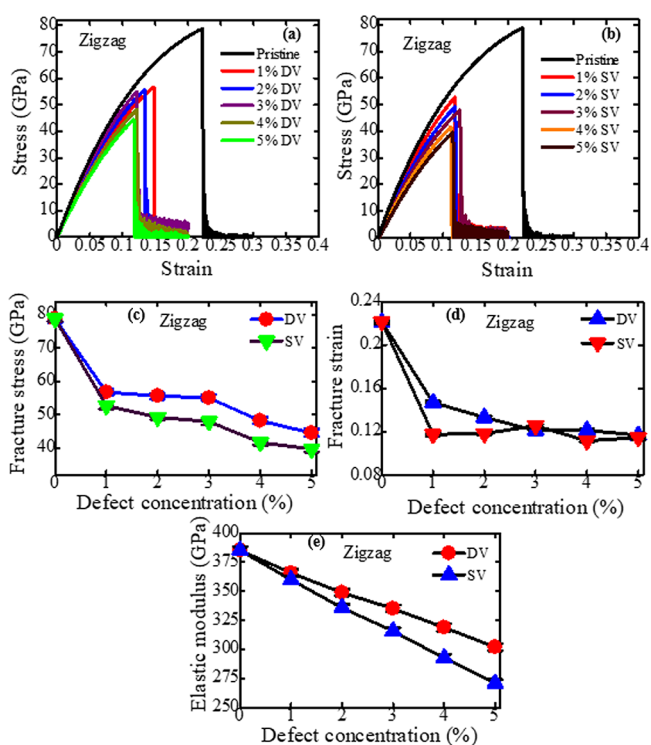 (a)
Zigzag
Pristine
1% DV
2% DV
3% DV
4% DV
5% DV
80
70
60
50
40
30
20
10
0
0 0.05 0.1 0.15 0.2 0.25 0.3 0.35 0.4
Stress (GPa)
Strain
(b)
Zigzag
Pristine
1% SV
2% SV
3% SV
4% SV
5% SV
80
70
60
50
40
30
20
10
0
0 0.05 0.1 0.15 0.2 0.25 0.3 0.35 0.4
Stress (GPa)
Strain
(c)
Zigzag
DV
SV
80
70
60
50
40
0 1 2 3 4 5
Fracture stress (GPa)
Defect concentration (%)
(d)
Zigzag
DV
SV
0.24
0.20
0.16
0.12
0.08
0 1 2 3 4 5
Fracture strain
Defect concentration (%)
(e)
Zigzag
DV
SV
400
375
350
325
300
275
250
0 1 2 3 4 5
Elastic modulus (GPa)
Defect concentration (%)